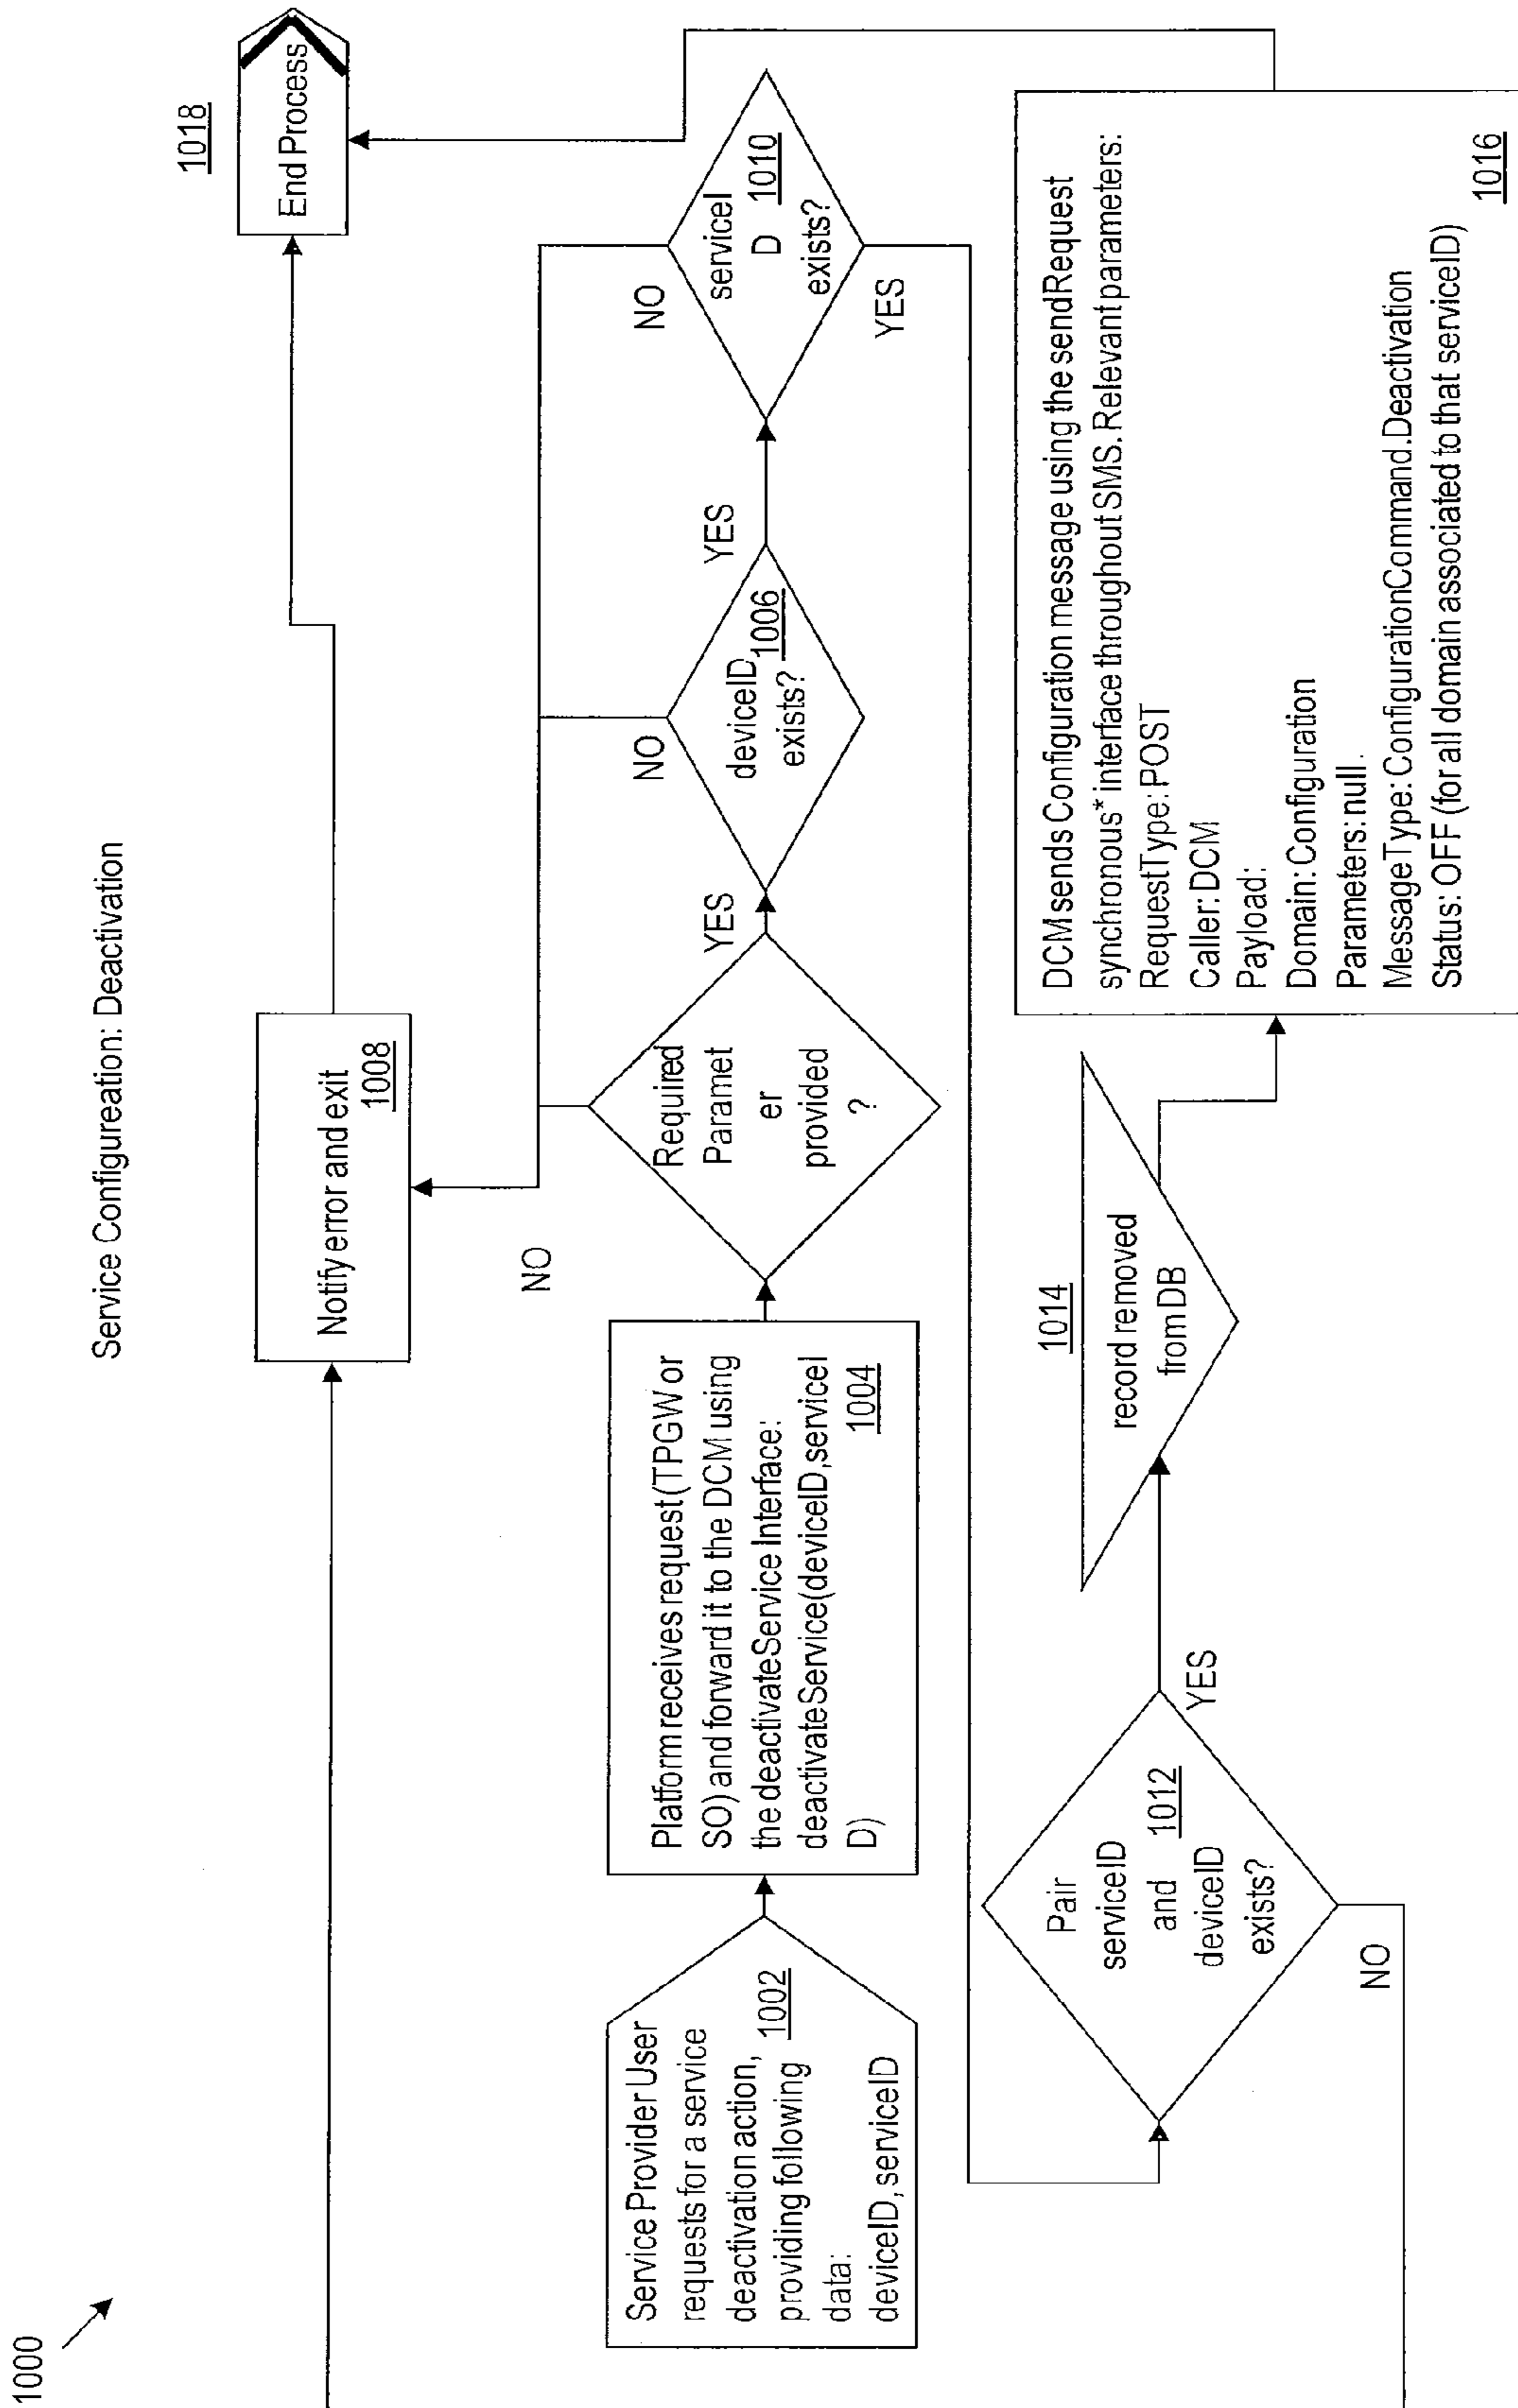 1000
Service Configureation: Deactivation
Notify error and exit
1008
1018
End Process
Service Provider User
requests for a service
deactivation action,
providing following
data:
deviceID, serviceID
1002
Platform receives request (TPGW or
SO) and forward it to the DCM using
the deactivateService Interface:
deactivateService(deviceID,serviceI
D)
1004
NO
Required
Paramet
er
provided
?
YES
NO
deviceID
exists?
1006
YES
NO
serviceI
D
exists?
1010
YES
Pair
serviceID
and
deviceID
exists?
1012
YES
NO
1014
record removed
from DB
DCM sends Configuration message using the sendRequest
synchronous* interface throughout SMS. Relevant parameters:
RequestType: POST
Caller: DCM
Payload:
Domain: Configuration
Parameters: null.
MessageType: ConfigurationCommand.Deactivation
Status: OFF (for all domain associated to that serviceID)
1016